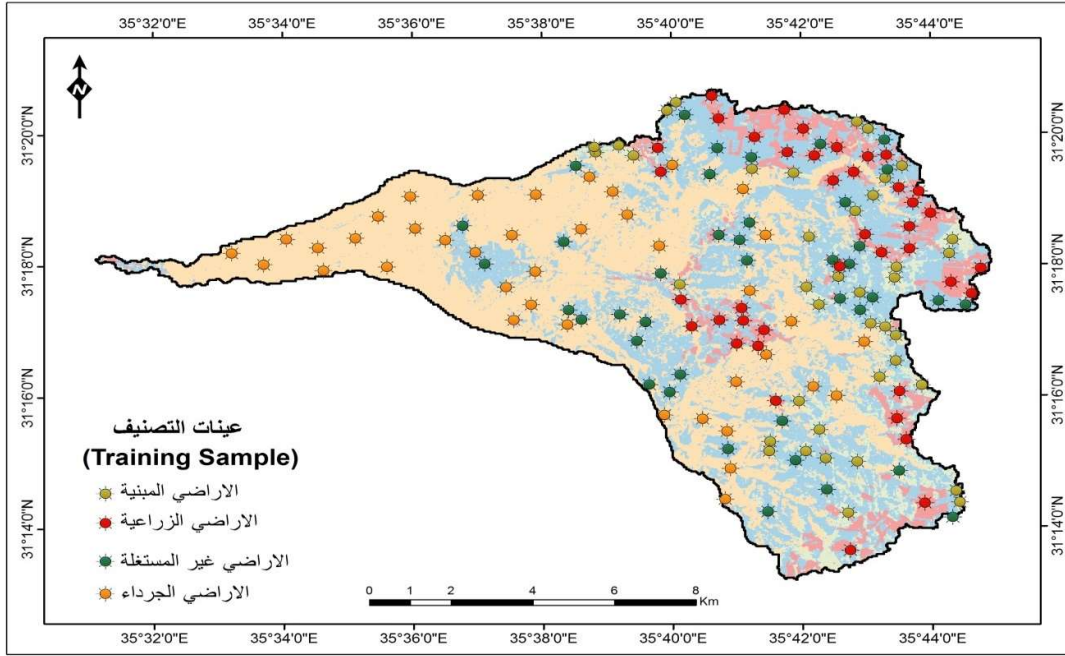 35°32'0"E 35°34'0"E 35°36'0"E 35°38'0"E 35°40'0"E 35°42'0"E 35°44'0"E
N
31°20'0"N 31°20'0"N
31°18'0"N 31°18'0"N
31°16'0"N 31°16'0"N
31°14'0"N 31°14'0"N
عينات التصنيف
(Training Sample)
الاراضي المبنية
الاراضي الزراعية
الاراضي غير المستغلة
الاراضي الجرداء
0 1 2 4 6 8
Km
35°32'0"E 35°34'0"E 35°36'0"E 35°38'0"E 35°40'0"E 35°42'0"E 35°44'0"E